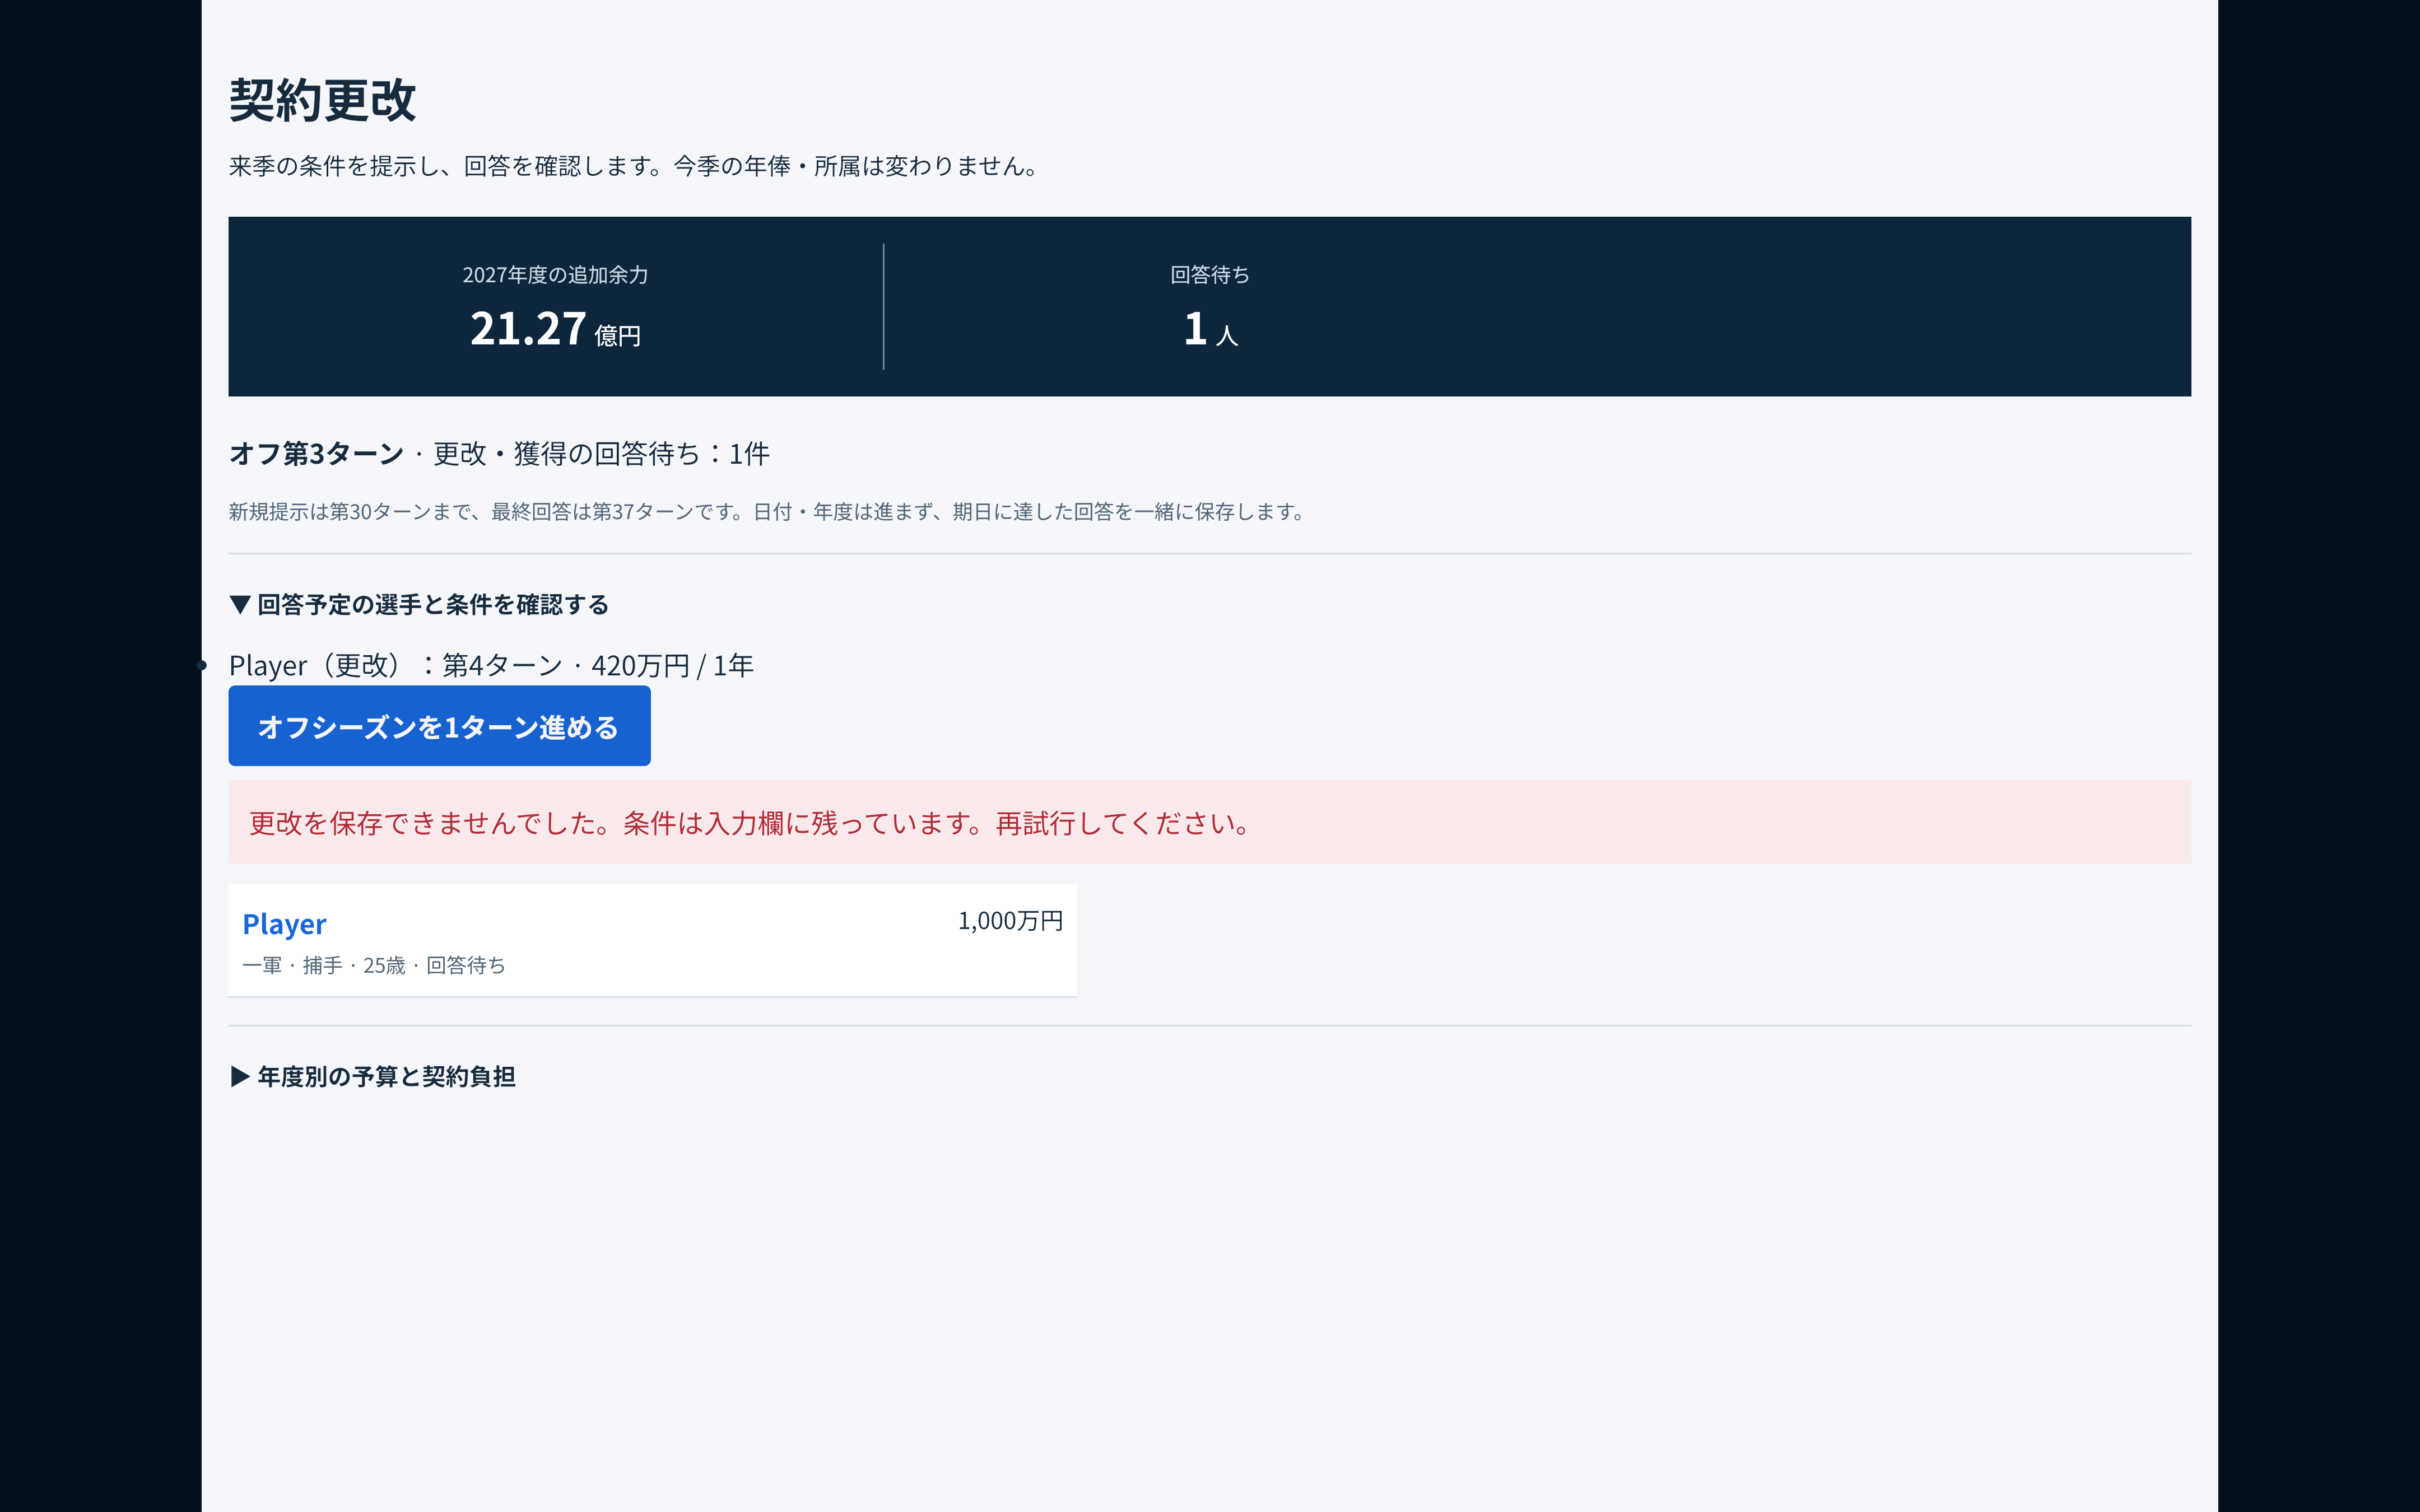 契約更改
来季の条件を提示し、回答を確認します。今季の年俸・所属は変わりません。
2027年度の追加余力
21.27 億円
回答待ち
1 人
オフ第3ターン · 更改・獲得の回答待ち：1件
新規提示は第30ターンまで、最終回答は第37ターンです。日付・年度は進まず、期日に達した回答を一緒に保存します。
▼ 回答予定の選手と条件を確認する
• Player（更改）：第4ターン · 420万円 / 1年
オフシーズンを1ターン進める
更改を保存できませんでした。条件は入力欄に残っています。再試行してください。
Player
1,000万円
一軍 · 捕手 · 25歳 · 回答待ち
▶ 年度別の予算と契約負担